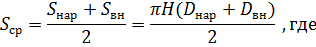 S_ср = (S_нар + S_вн)/2 = πH(D_нар + D_вн)/2 , где